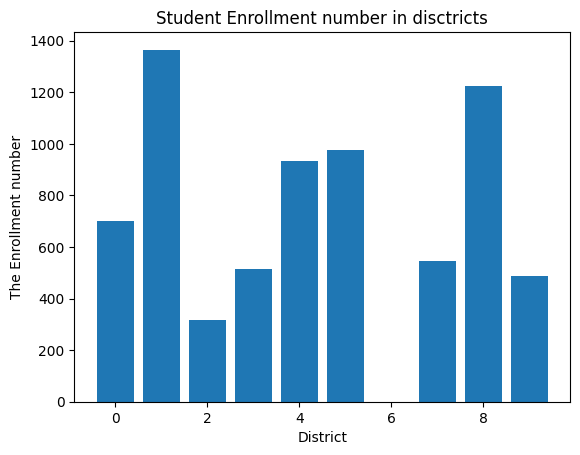 Student Enrollment number in disctricts
The Enrollment number
1400
1200
1000
800
600
400
200
0
0 2 4 6 8
District